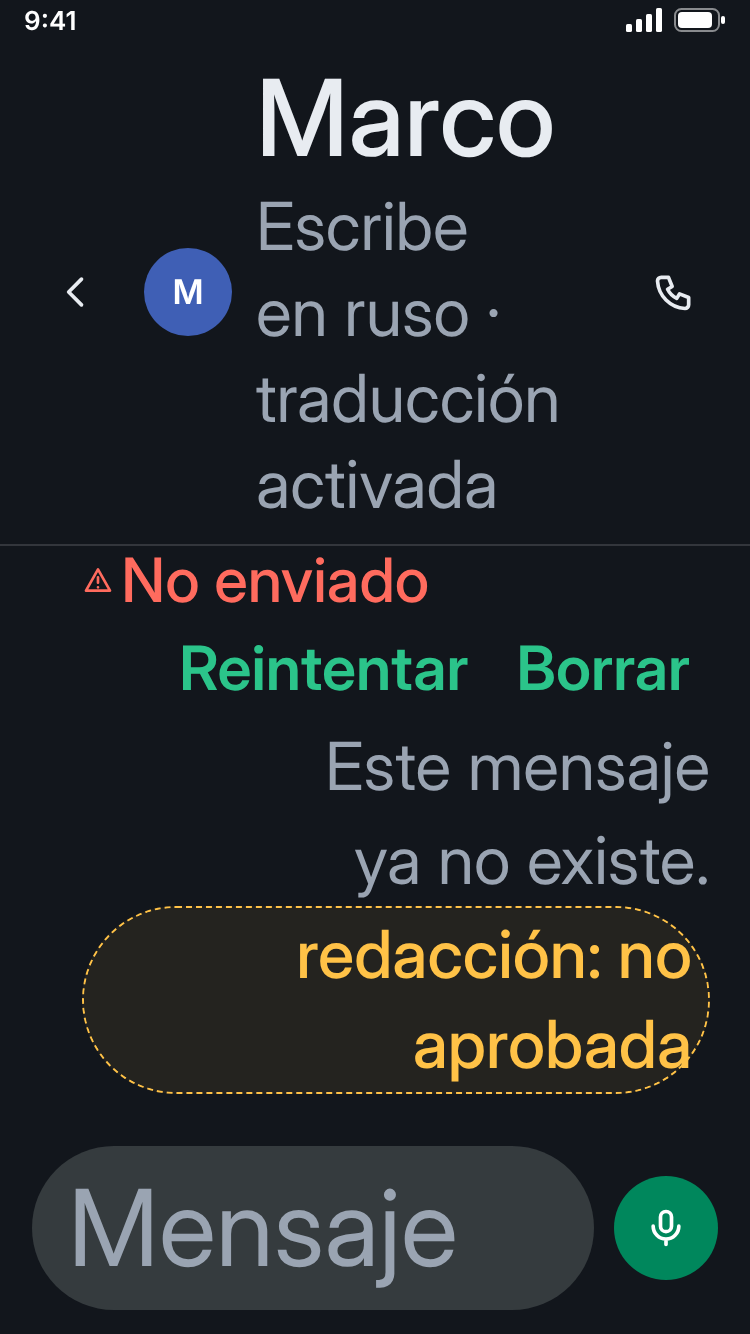 9:41
Marco
M
Escribe
en ruso ·
traducción
activada
No enviado
Reintentar Borrar
Este mensaje
ya no existe.
redacción: no
aprobada
Mensaje